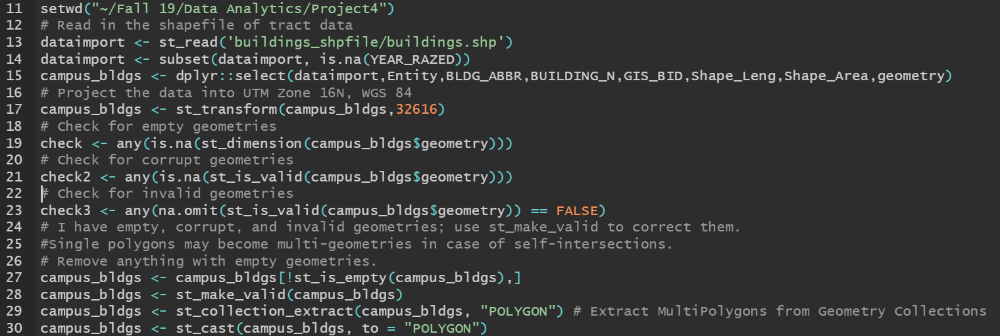 11 setwd("~/Fall 19/Data Analytics/Project4")
12 # Read in the shapefile of tract data
13 dataimport <- st_read('buildings_shpfile/buildings.shp')
14 dataimport <- subset(dataimport, is.na(YEAR_RAZED))
15 campus_bldgs <- dplyr::select(dataimport,Entity,BLDG_ABBR,BUILDING_N,GIS_BID,Shape_Leng,Shape_Area,geometry)
16 # Project the data into UTM Zone 16N, WGS 84
17 campus_bldgs <- st_transform(campus_bldgs,32616)
18 # Check for empty geometries
19 check <- any(is.na(st_dimension(campus_bldgs$geometry)))
20 # Check for corrupt geometries
21 check2 <- any(is.na(st_is_valid(campus_bldgs$geometry)))
22 # Check for invalid geometries
23 check3 <- any(na.omit(st_is_valid(campus_bldgs$geometry)) == FALSE)
24 # I have empty, corrupt, and invalid geometries; use st_make_valid to correct them.
25 #Single polygons may become multi-geometries in case of self-intersections.
26 # Remove anything with empty geometries.
27 campus_bldgs <- campus_bldgs[!st_is_empty(campus_bldgs),]
28 campus_bldgs <- st_make_valid(campus_bldgs)
29 campus_bldgs <- st_collection_extract(campus_bldgs, "POLYGON") # Extract MultiPolygons from Geometry Collections
30 campus_bldgs <- st_cast(campus_bldgs, to = "POLYGON")